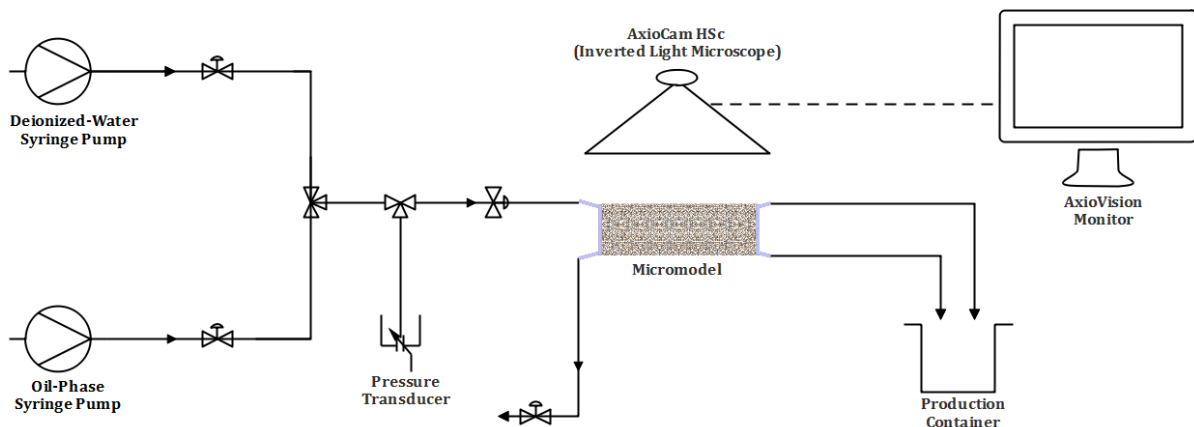 AxioCam HSc
(Inverted Light Microscope)
Deionized-Water
Syringe Pump
AxioVision
Monitor
Micromodel
Oil-Phase
Syringe Pump
Pressure
Transducer
Production
Container